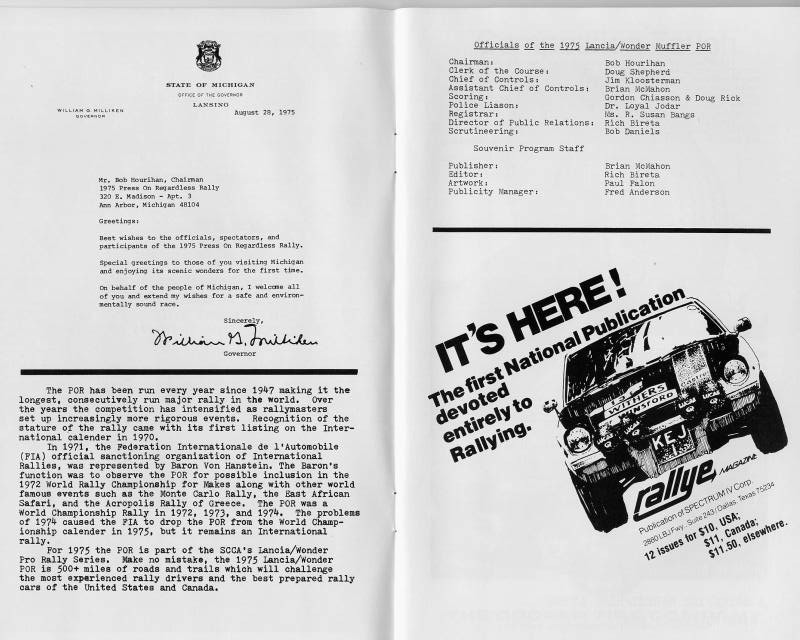 STATE OF MICHIGAN
OFFICE OF THE GOVERNOR
LANSING
WILLIAM G. MILLIKEN
GOVERNOR
August 28, 1975
Mr. Bob Hourihan, Chairman
1975 Press On Regardless Rally
320 E. Madison - Apt. 3
Ann Arbor, Michigan 48104
Greetings:
Best wishes to the officials, spectators, and
participants of the 1975 Press On Regardless Rally.
Special greetings to those of you visiting Michigan
and enjoying its scenic wonders for the first time.
On behalf of the people of Michigan, I welcome all
of you and extend my wishes for a safe and environ-
mentally sound race.
Sincerely,
William G. Milliken
Governor
The POR has been run every year since 1947 making it the
longest, consecutively run major rally in the world. Over
the years the competition has intensified as rallymasters
set up increasingly more rigorous events. Recognition of the
stature of the rally came with its first listing on the Inter-
national calender in 1970.
In 1971, the Federation Internationale de l'Automobile
(FIA) official sanctioning organization of International
Rallies, was represented by Baron Von Hanstein. The Baron's
function was to observe the POR for possible inclusion in the
1972 World Rally Championship for Makes along with other world
famous events such as the Monte Carlo Rally, the East African
Safari, and the Acropolis Rally of Greece. The POR was a
World Championship Rally in 1972, 1973, and 1974. The problems
of 1974 caused the FIA to drop the POR from the World Champ-
ionship calender in 1975, but it remains an International
rally.
For 1975 the POR is part of the SCCA's Lancia/Wonder
Pro Rally Series. Make no mistake, the 1975 Lancia/Wonder
POR is 500+ miles of roads and trails which will challenge
the most experienced rally drivers and the best prepared rally
cars of the United States and Canada.
Officials of the 1975 Lancia/Wonder Muffler POR
Chairman: Bob Hourihan
Clerk of the Course: Doug Shepherd
Chief of Controls: Jim Kloosterman
Assistant Chief of Controls: Brian McMahon
Scoring: Gordon Chiasson & Doug Rick
Police Liason: Dr. Loyal Jodar
Registrar: Ms. R. Susan Bangs
Director of Public Relations: Rich Bireta
Scrutineering: Bob Daniels
Souvenir Program Staff
Publisher: Brian McMahon
Editor: Rich Bireta
Artwork: Paul Falon
Publicity Manager: Fred Anderson
IT'S HERE!
The first National Publication
devoted
entirely to
Rallying.
WITHERS
WINSFORD
KEJ
rallye MAGAZINE
Publication of SPECTRUM IV Corp.
2880 LBJ Fwy., Suite 243 / Dallas, Texas 75234
12 issues for $10, USA;
$11, Canada;
$11.50, elsewhere.